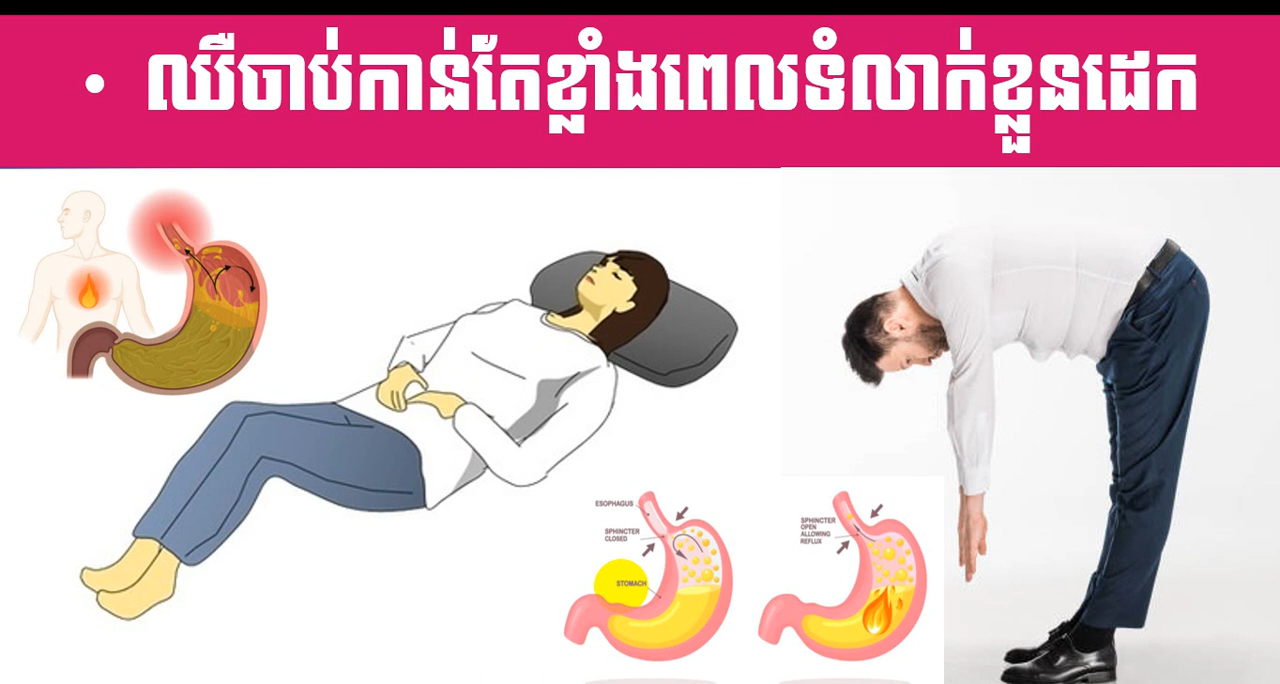 • ឈឺចាប់កាន់តែខ្លាំងពេលទំលាក់ខ្លួនដេក
ESOPHAGUS
SPHINCTER
CLOSED
STOMACH
SPHINCTER
OPEN
ALLOWING
REFLUX